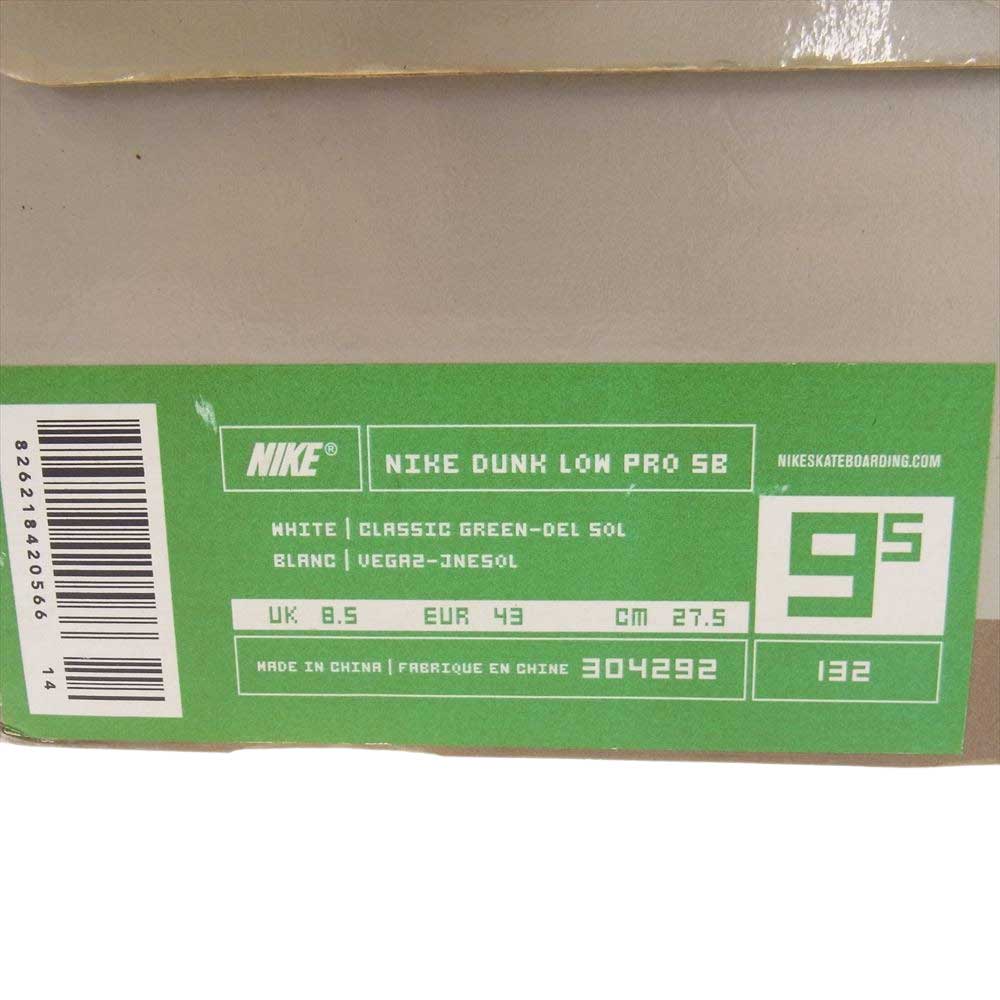 NIKE®
NIKE DUNK LOW PRO SB
NIKESKATEBOARDING.COM
WHITE | CLASSIC GREEN-DEL SOL
BLANC | VEGA2-JNESOL
95
UK 8.5 EUR 43 CM 27.5
MADE IN CHINA | FABRIQUE EN CHINE 304292
132
826218420566
14